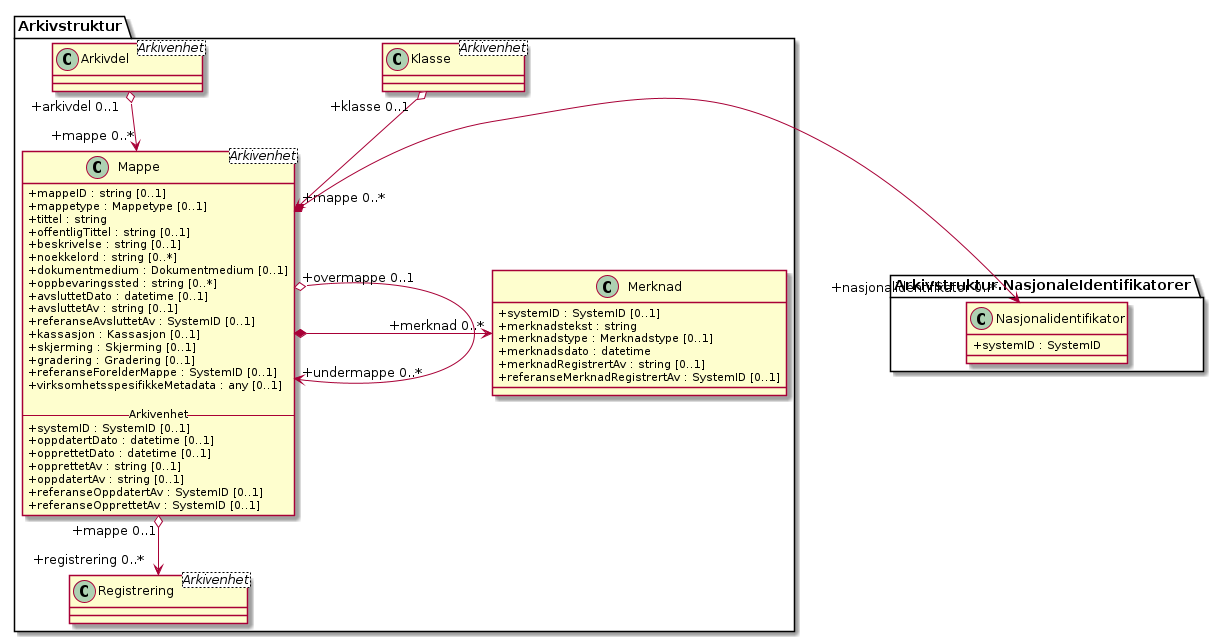 Arkivstruktur
Arkivenhet
C Arkivdel
Arkivenhet
C Klasse
+arkivdel 0..1
+klasse 0..1
+mappe 0..*
Arkivenhet
C Mappe
+mappeID : string [0..1]
+mappetype : Mappetype [0..1]
+tittel : string
+offentligTittel : string [0..1]
+beskrivelse : string [0..1]
+noekkelord : string [0..*]
+dokumentmedium : Dokumentmedium [0..1]
+oppbevaringssted : string [0..*]
+avsluttetDato : datetime [0..1]
+avsluttetAv : string [0..1]
+referanseAvsluttetAv : SystemID [0..1]
+kassasjon : Kassasjon [0..1]
+skjerming : Skjerming [0..1]
+gradering : Gradering [0..1]
+referanseForelderMappe : SystemID [0..1]
+virksomhetsspesifikkeMetadata : any [0..1]
Arkivenhet
+systemID : SystemID [0..1]
+oppdatertDato : datetime [0..1]
+opprettetDato : datetime [0..1]
+opprettetAv : string [0..1]
+oppdatertAv : string [0..1]
+referanseOppdatertAv : SystemID [0..1]
+referanseOpprettetAv : SystemID [0..1]
+mappe 0..*
+overmappe 0..1
+merknad 0..*
+undermappe 0..*
C Merknad
+systemID : SystemID [0..1]
+merknadstekst : string
+merknadstype : Merknadstype [0..1]
+merknadsdato : datetime
+merknadRegistrertAv : string [0..1]
+referanseMerknadRegistrertAv : SystemID [0..1]
+nasjonalidentifikator 0..*
Arkivstruktur.NasjonaleIdentifikatorer
C Nasjonalidentifikator
+systemID : SystemID
+mappe 0..1
+registrering 0..*
Arkivenhet
C Registrering